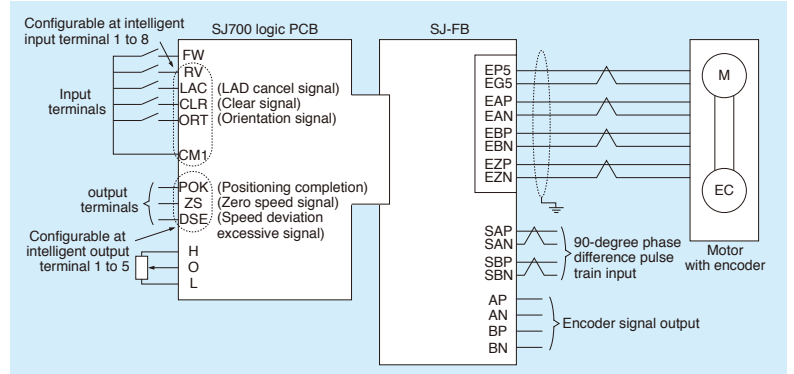 Configurable at intelligent
input terminal 1 to 8
SJ700 logic PCB
SJ-FB
FW
RV
LAC (LAD cancel signal)
CLR (Clear signal)
ORT (Orientation signal)
CM1
Input
terminals
POK (Positioning completion)
ZS (Zero speed signal)
DSE (Speed deviation
excessive signal)
output
terminals
Configurable at
intelligent output
terminal 1 to 5
H
O
L
EP5
EG5
EAP
EAN
EBP
EBN
EZP
EZN
SAP
SAN
SBP
SBN
90-degree phase
difference pulse
train input
AP
AN
BP
BN
Encoder signal output
M
EC
Motor
with encoder